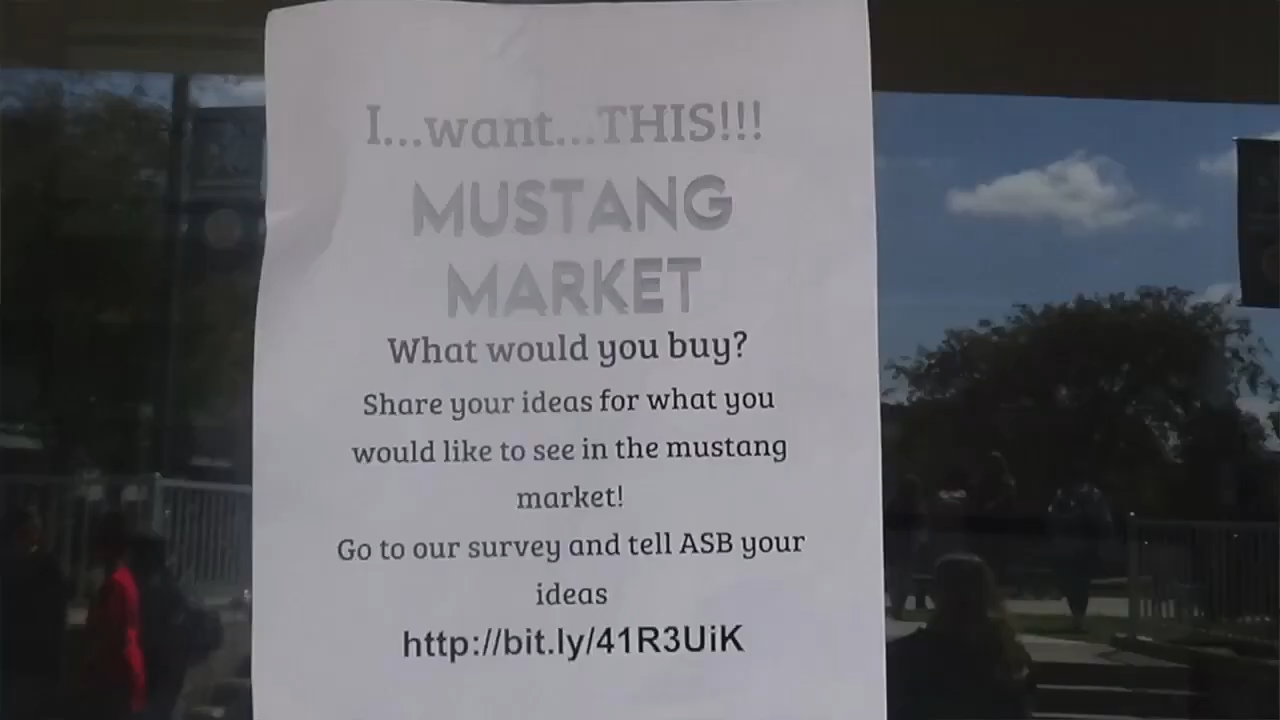 I...want...THIS!!!
MUSTANG
MARKET
What would you buy?
Share your ideas for what you
would like to see in the mustang
market!
Go to our survey and tell ASB your
ideas
http://bit.ly/41R3UiK